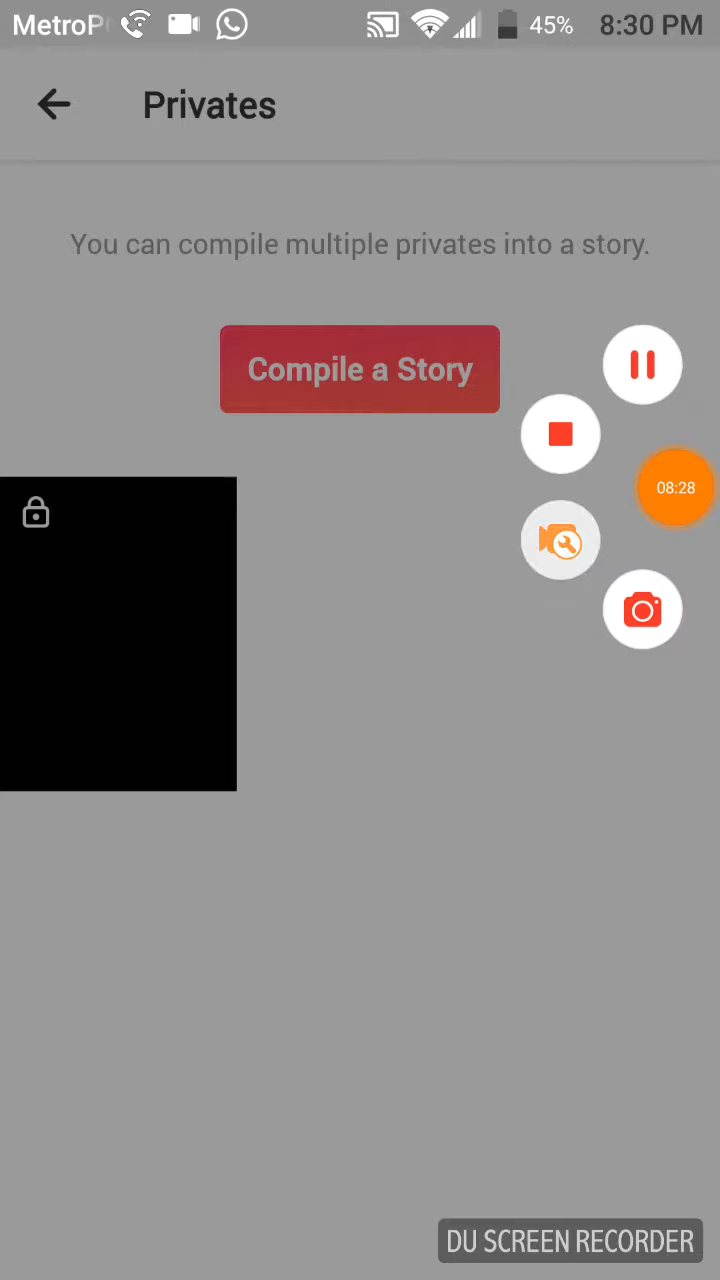 MetroP 45% 8:30 PM
Privates
You can compile multiple privates into a story.
Compile a Story
08:28
DU SCREEN RECORDER